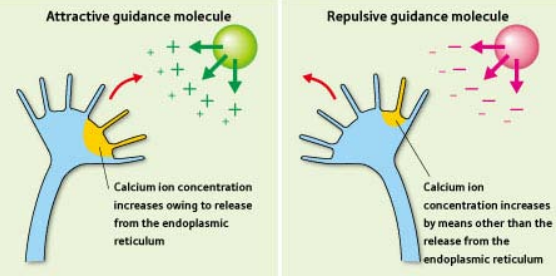 Attractive guidance molecule
Calcium ion concentration
increases owing to release
from the endoplasmic
reticulum
Repulsive guidance molecule
Calcium ion
concentration increases
by means other than the
release from the
endoplasmic reticulum